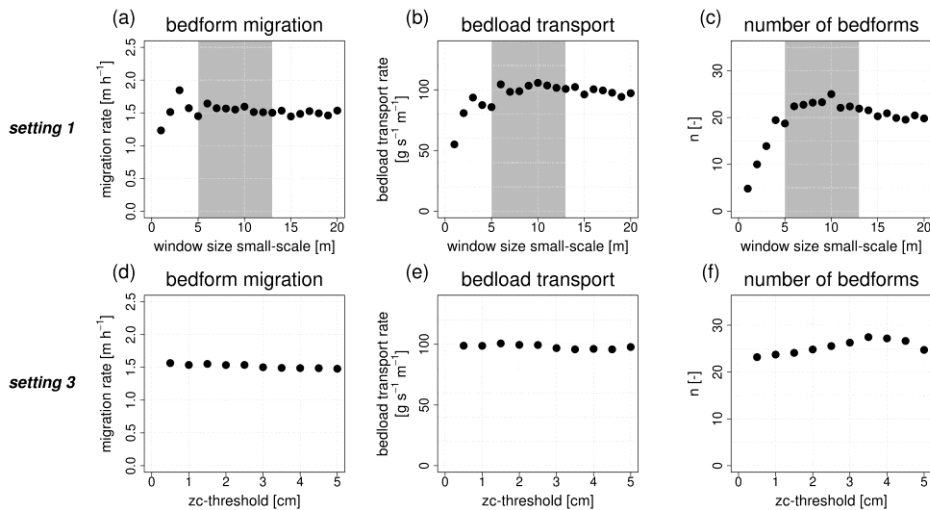 (a)
bedform migration
(b)
bedload transport
(c)
number of bedforms
setting 1
migration rate [m h⁻¹]
0.0 0.5 1.0 1.5 2.0 2.5
0 5 10 15 20
window size small-scale [m]
bedload transport rate
[g s⁻¹ m⁻¹]
0 50 100
0 5 10 15 20
window size small-scale [m]
n [-]
0 10 20 30
0 5 10 15 20
window size small-scale [m]
(d)
bedform migration
(e)
bedload transport
(f)
number of bedforms
setting 3
migration rate [m h⁻¹]
0.0 0.5 1.0 1.5 2.0 2.5
0 1 2 3 4 5
zc-threshold [cm]
bedload transport rate
[g s⁻¹ m⁻¹]
0 60 100
0 1 2 3 4 5
zc-threshold [cm]
n [-]
0 10 20 30
0 1 2 3 4 5
zc-threshold [cm]